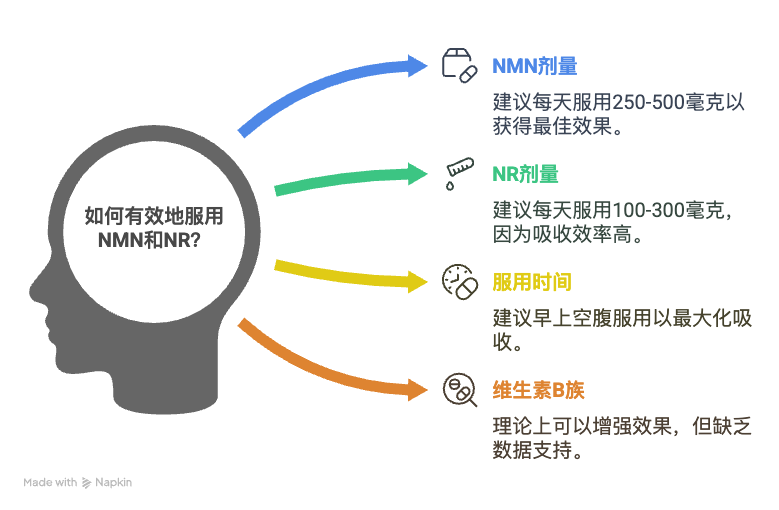 如何有效地服用
NMN和NR?
NMN剂量
建议每天服用250-500毫克以
获得最佳效果。
NR剂量
建议每天服用100-300毫克，
因为吸收效率高。
服用时间
建议早上空腹服用以最大化吸
收。
维生素B族
理论上可以增强效果，但缺乏
数据支持。
Made with Napkin